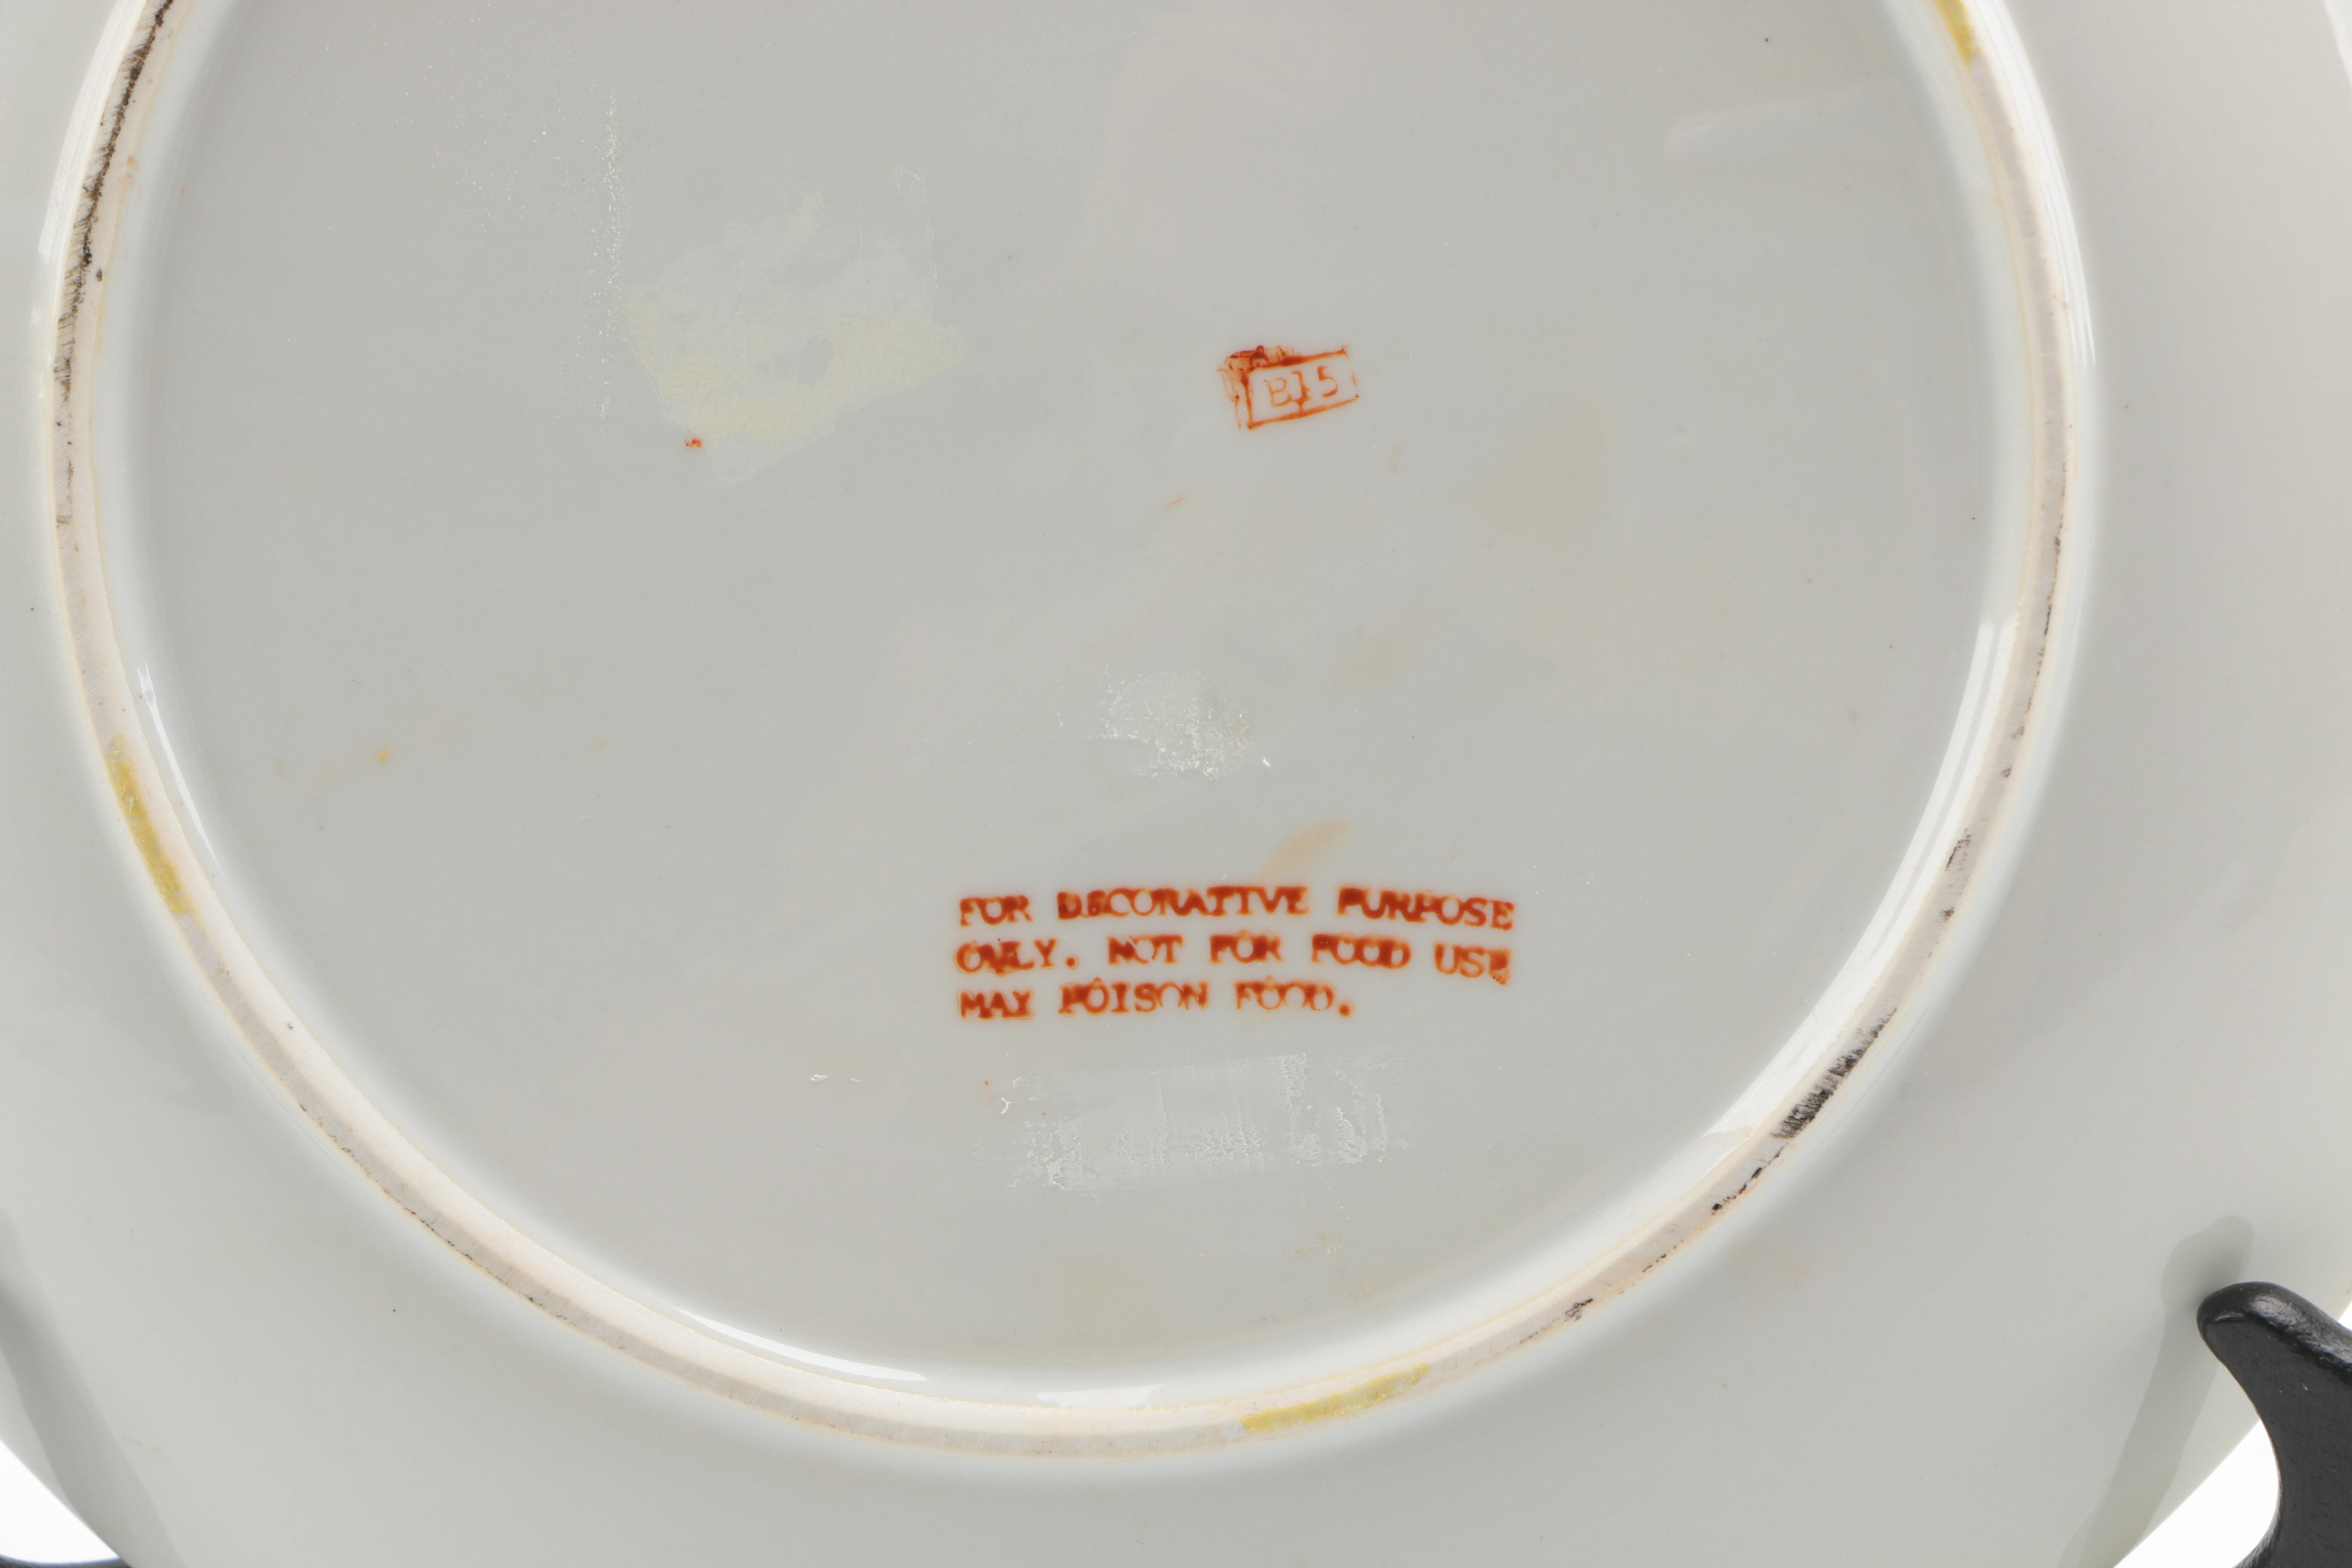 B15
FOR DECORATIVE PURPOSE
ONLY. NOT FOR FOOD USE
MAY POISON FOOD.